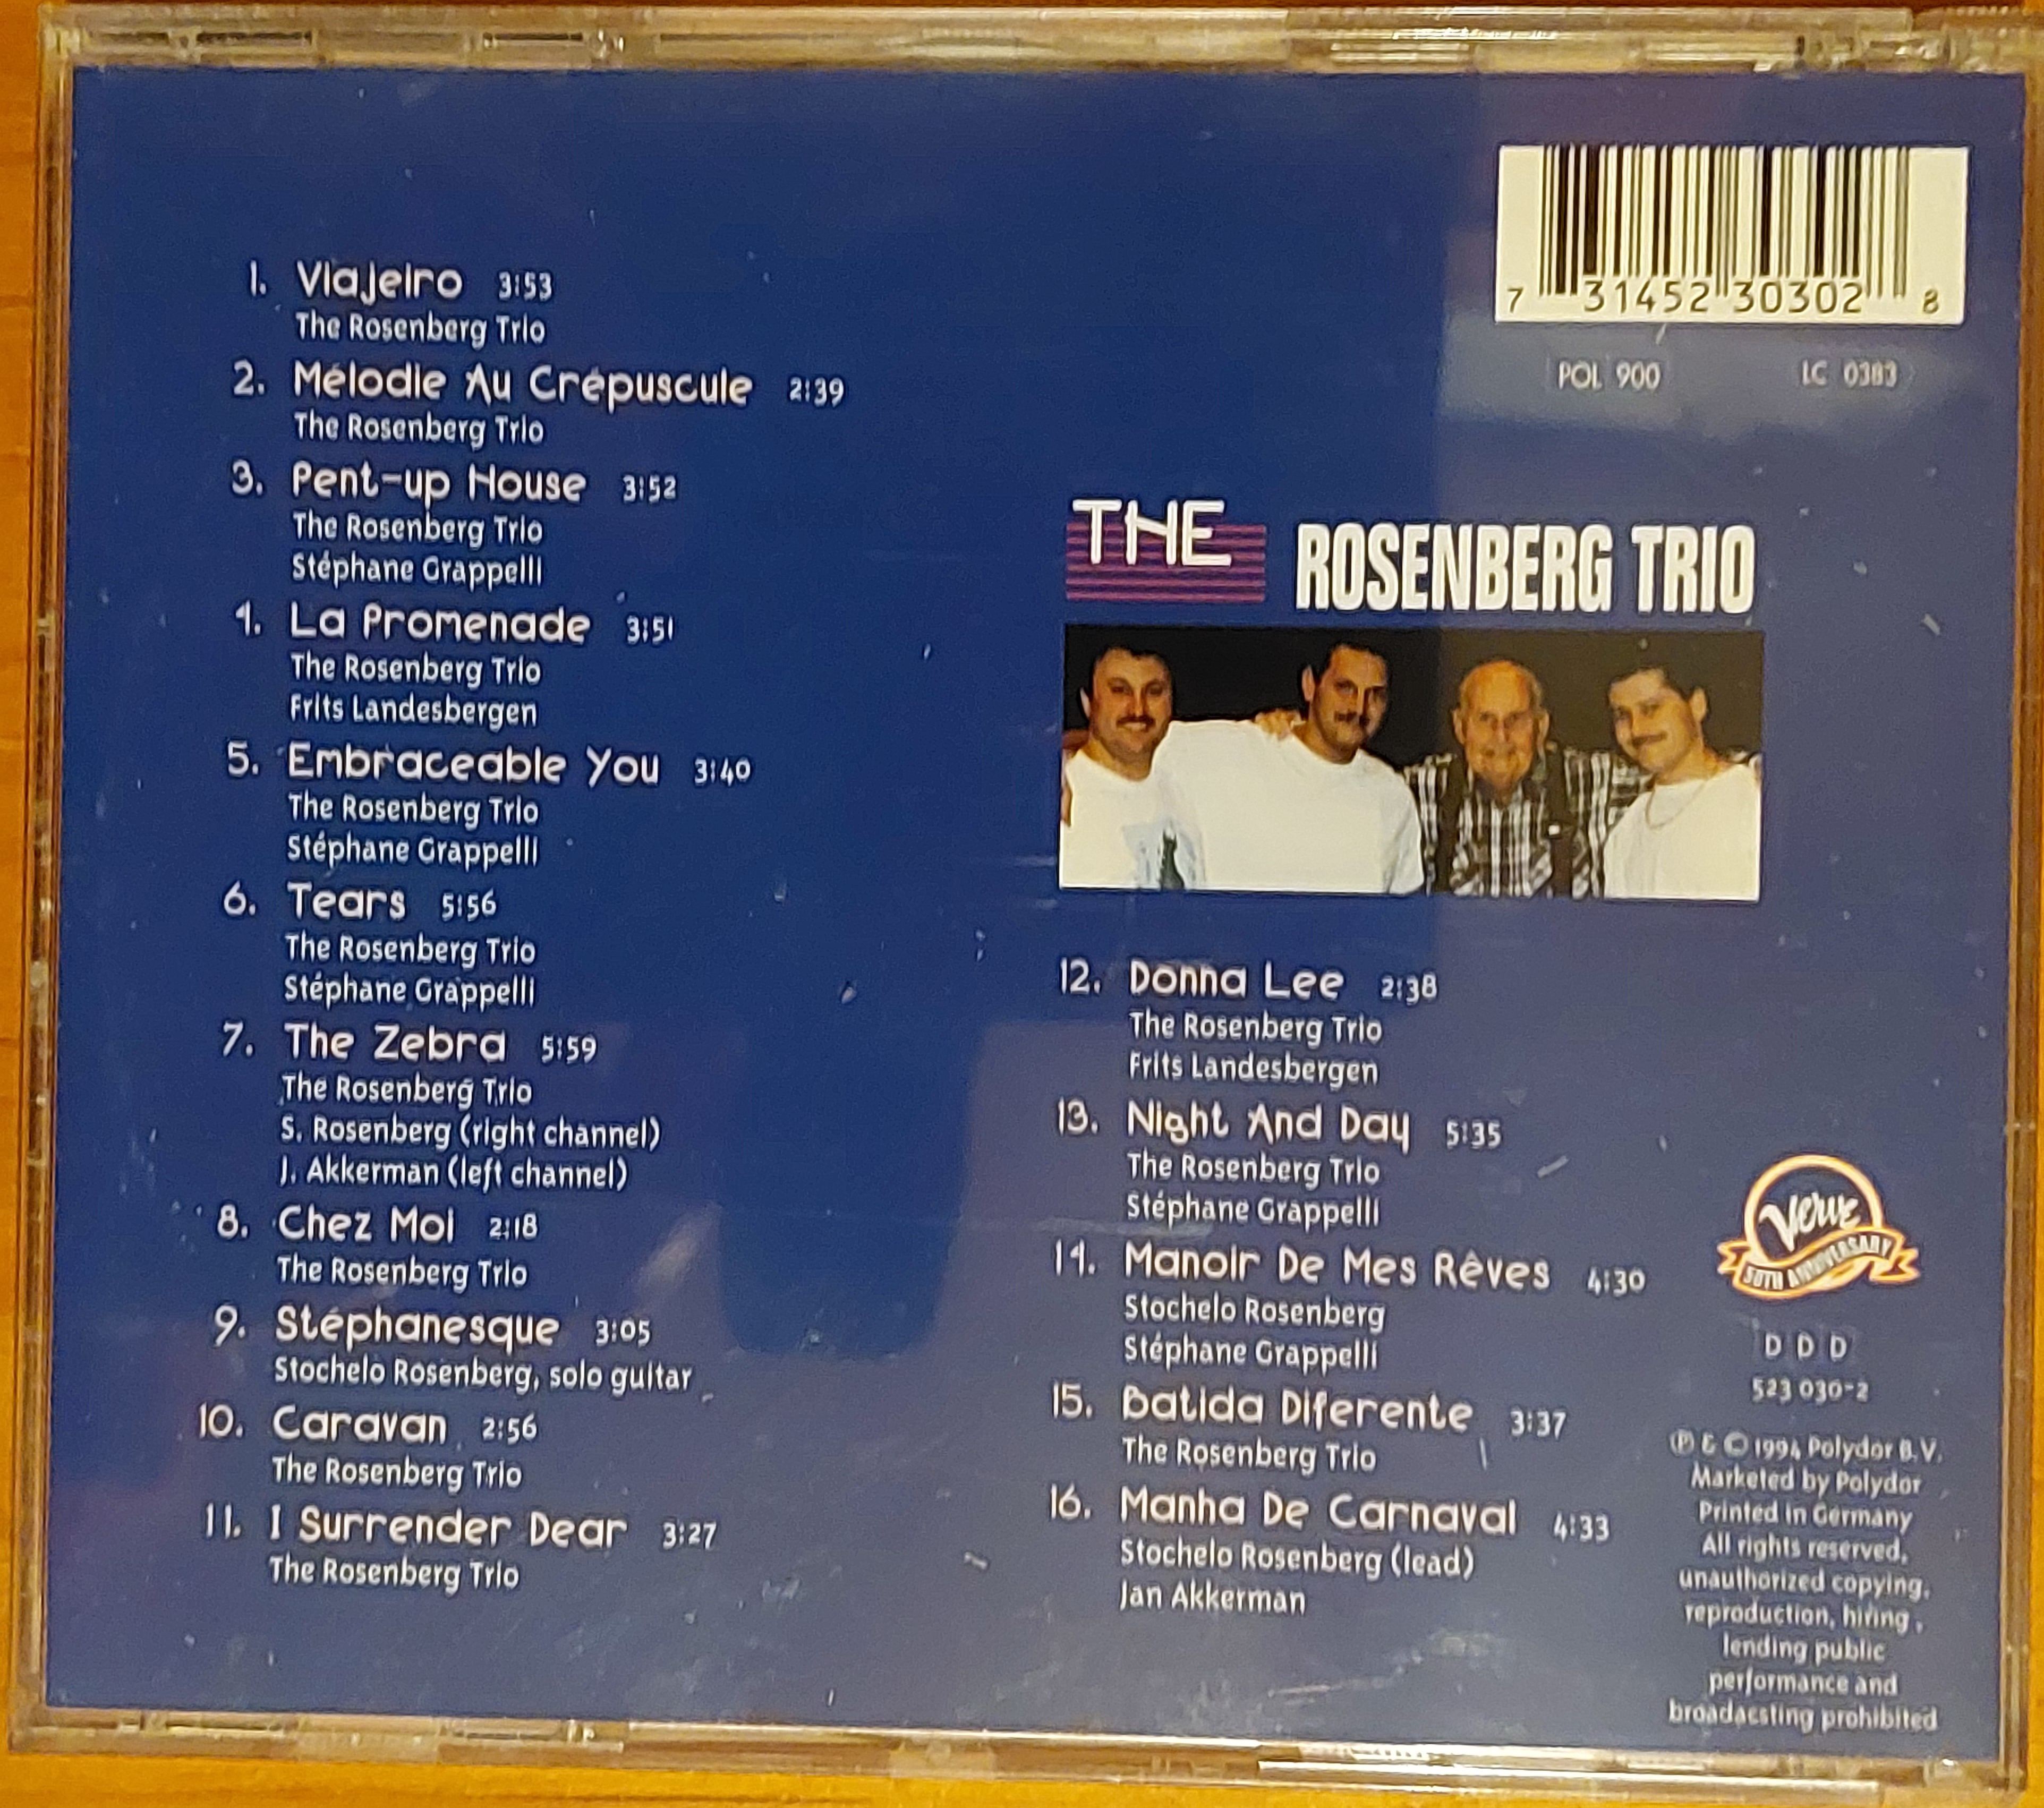 1. Viajeiro 3:53
The Rosenberg Trio
2. Mélodie Au Crépuscule 2:39
The Rosenberg Trio
3. Pent-up House 3:52
The Rosenberg Trio
Stéphane Grappelli
4. La Promenade 3:51
The Rosenberg Trio
Frits Landesbergen
5. Embraceable You 3:40
The Rosenberg Trio
Stéphane Grappelli
6. Tears 5:56
The Rosenberg Trio
Stéphane Grappelli
7. The Zebra 5:59
The Rosenberg Trio
S. Rosenberg (right channel)
J. Akkerman (left channel)
8. Chez Moi 2:18
The Rosenberg Trio
9. Stéphanesque 3:05
Stochelo Rosenberg, solo guitar
10. Caravan 2:56
The Rosenberg Trio
11. I Surrender Dear 3:27
The Rosenberg Trio
7 31452 30302 8
POL 900 LC 0383
THE ROSENBERG TRIO
12. Donna Lee 2:38
The Rosenberg Trio
Frits Landesbergen
13. Night And Day 5:35
The Rosenberg Trio
Stéphane Grappelli
14. Manoir De Mes Rêves 4:30
Stochelo Rosenberg
Stéphane Grappelli
15. Batida Diferente 3:37
The Rosenberg Trio
16. Manha De Carnaval 4:33
Stochelo Rosenberg (lead)
Jan Akkerman
Verve
50TH ANNIVERSARY
D D D
523 030-2
℗ & © 1994 Polydor B.V.
Marketed by Polydor
Printed in Germany
All rights reserved,
unauthorized copying,
reproduction, hiring,
lending public
performance and
broadacsting prohibited